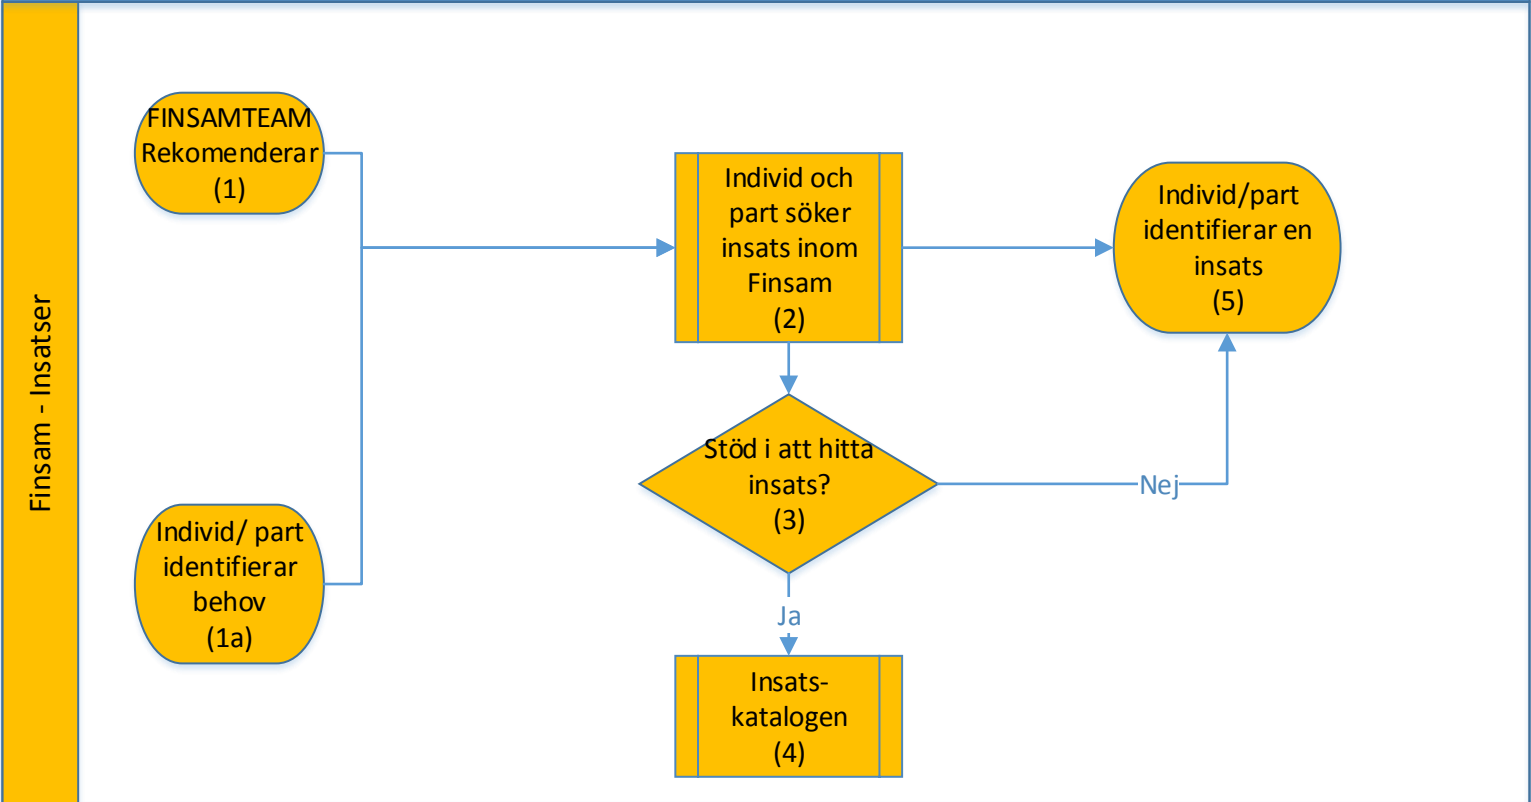 Finsam - Insatser
FINSAMTEAM
Rekomenderar
(1)
Individ/ part
identifierar
behov
(1a)
Individ och
part söker
insats inom
Finsam
(2)
Stöd i att hitta
insats?
(3)
Ja
Nej
Insats-
katalogen
(4)
Individ/part
identifierar en
insats
(5)